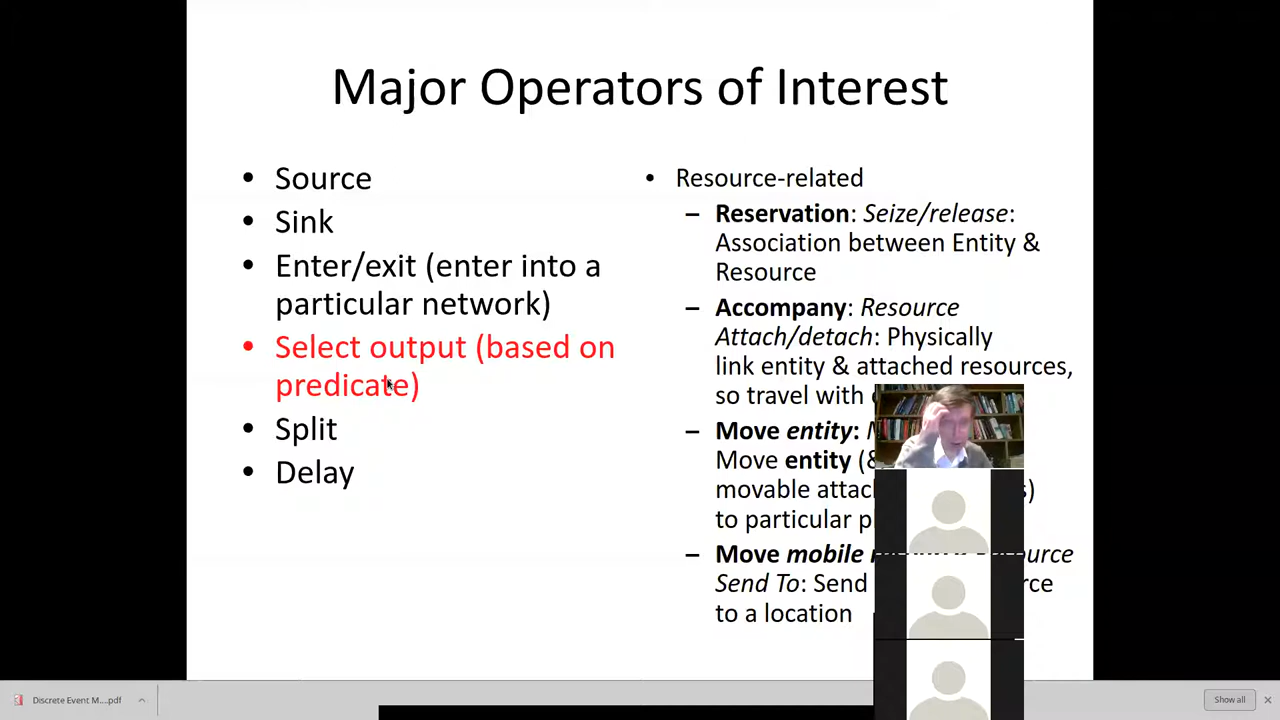 Major Operators of Interest
• Source
• Sink
• Enter/exit (enter into a
particular network)
• Select output (based on
predicate)
• Split
• Delay
• Resource-related
– Reservation: Seize/release:
Association between Entity &
Resource
– Accompany: Resource
Attach/detach: Physically
link entity & attached resources,
so travel with
– Move entity:
Move entity
movable
to particular
– Move mobile
Send To: Send
to a location
Discrete Event M....pdf
Show all